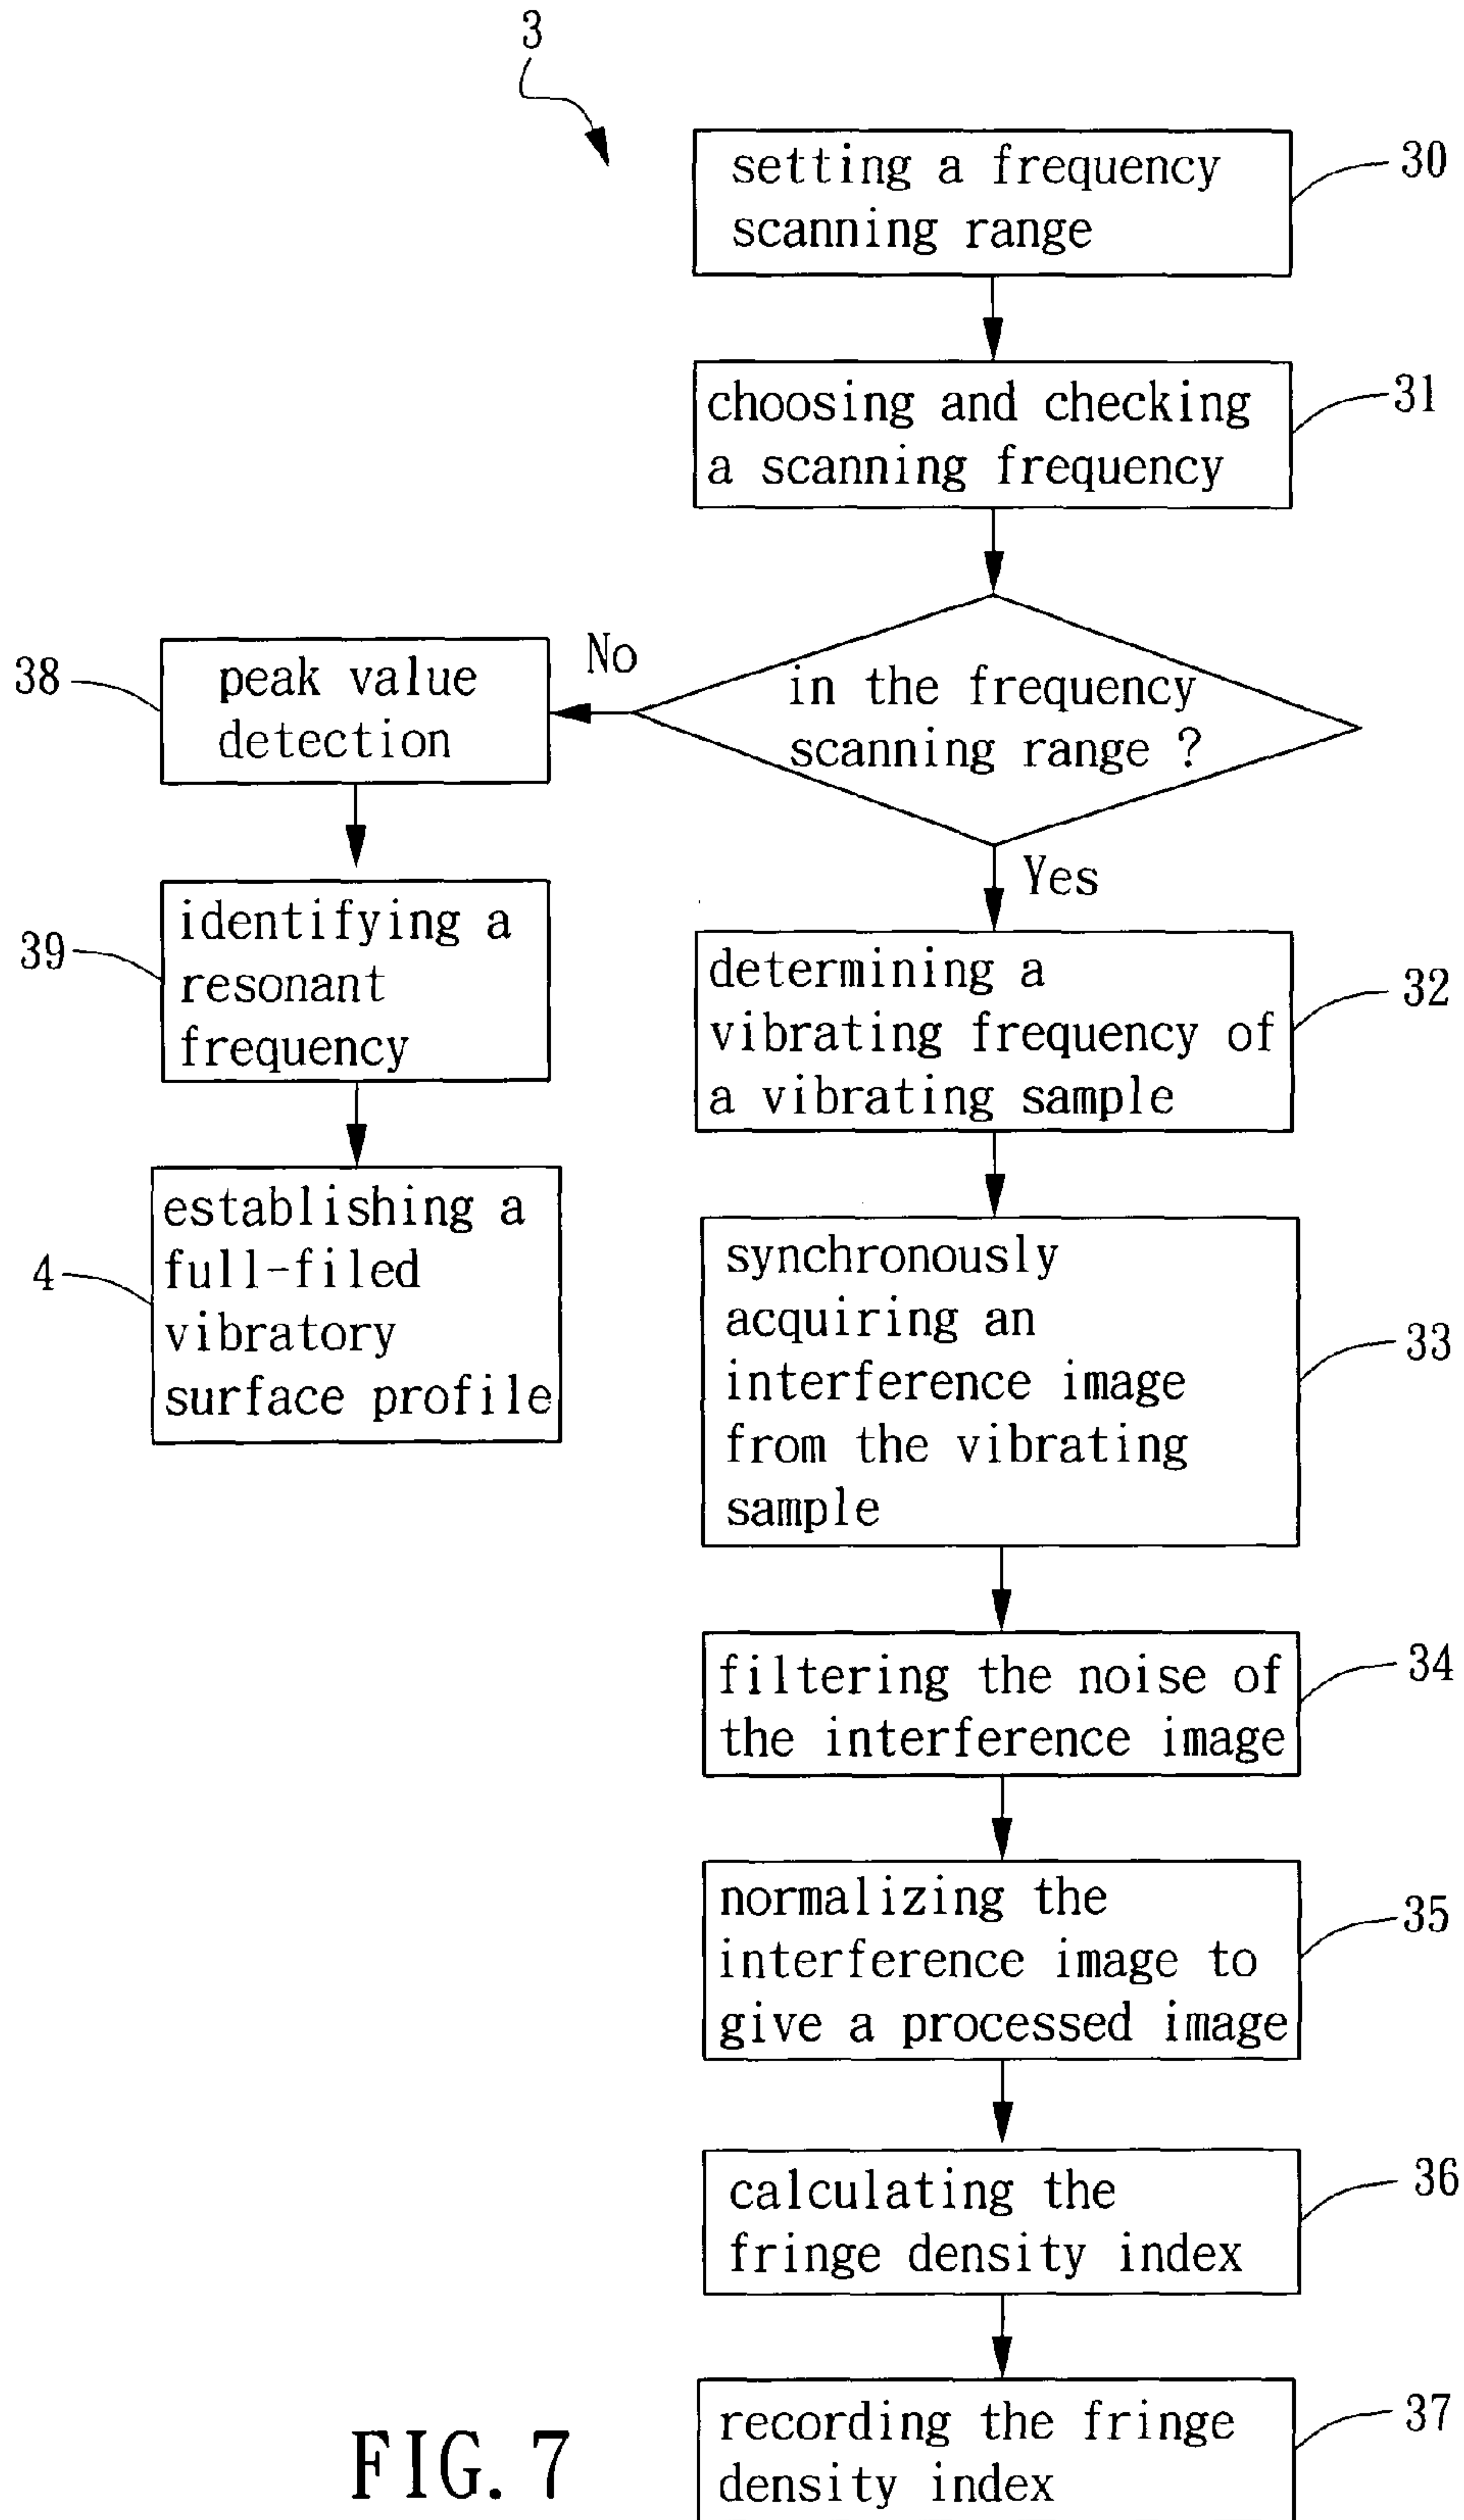 3
setting a frequency
scanning range
30
choosing and checking
a scanning frequency
31
in the frequency
scanning range ?
No
Yes
peak value
detection
38
identifying a
resonant
frequency
39
establishing a
full-filed
vibratory
surface profile
4
determining a
vibrating frequency of
a vibrating sample
32
synchronously
acquiring an
interference image
from the vibrating
sample
33
filtering the noise of
the interference image
34
normalizing the
interference image to
give a processed image
35
calculating the
fringe density index
36
recording the fringe
density index
37
FIG. 7